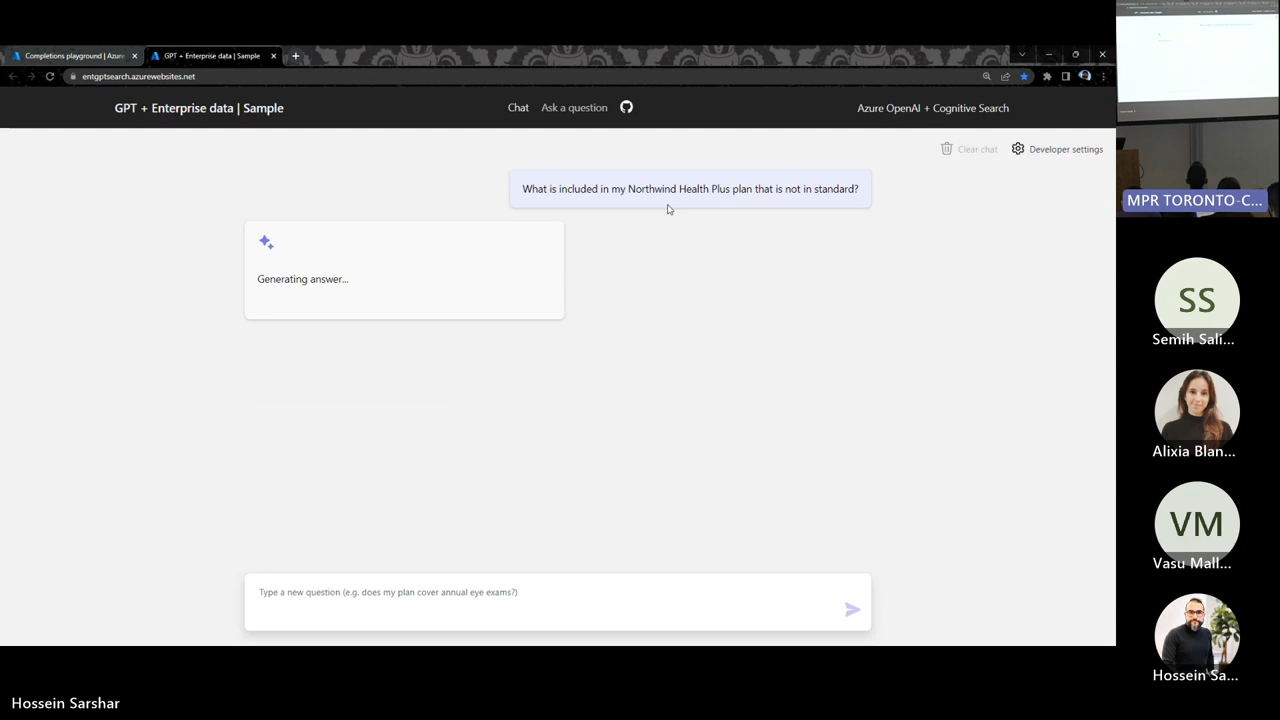 Completions playground | Azure
GPT + Enterprise data | Sample
entgptsearch.azurewebsites.net
GPT + Enterprise data | Sample
Chat
Ask a question
Azure OpenAI + Cognitive Search
Clear chat
Developer settings
What is included in my Northwind Health Plus plan that is not in standard?
Generating answer...
Type a new question (e.g. does my plan cover annual eye exams?)
MPR TORONTO-C...
SS
Semih Sali...
Alixia Blan...
VM
Vasu Mall...
Hossein Sa...
Hossein Sarshar